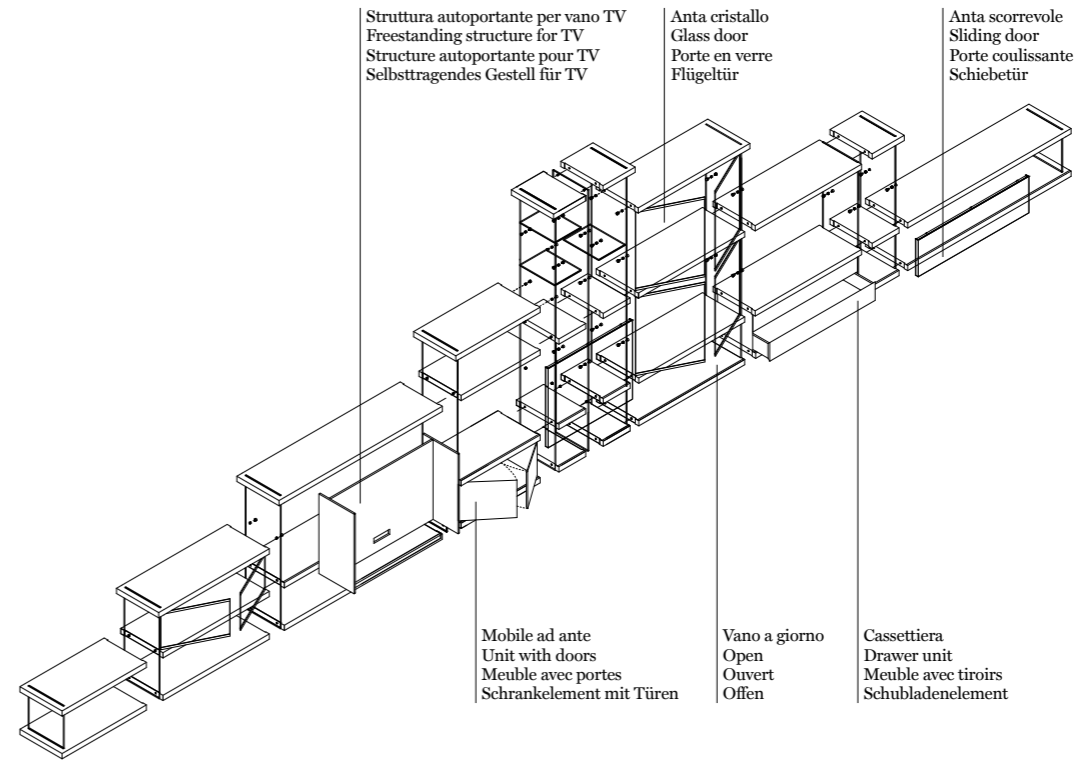 Struttura autoportante per vano TV
Freestanding structure for TV
Structure autoportante pour TV
Selbsttragendes Gestell für TV
Anta cristallo
Glass door
Porte en verre
Flügeltür
Anta scorrevole
Sliding door
Porte coulissante
Schiebetür
Mobile ad ante
Unit with doors
Meuble avec portes
Schrankelement mit Türen
Vano a giorno
Open
Ouvert
Offen
Cassettiera
Drawer unit
Meuble avec tiroirs
Schubladenelement